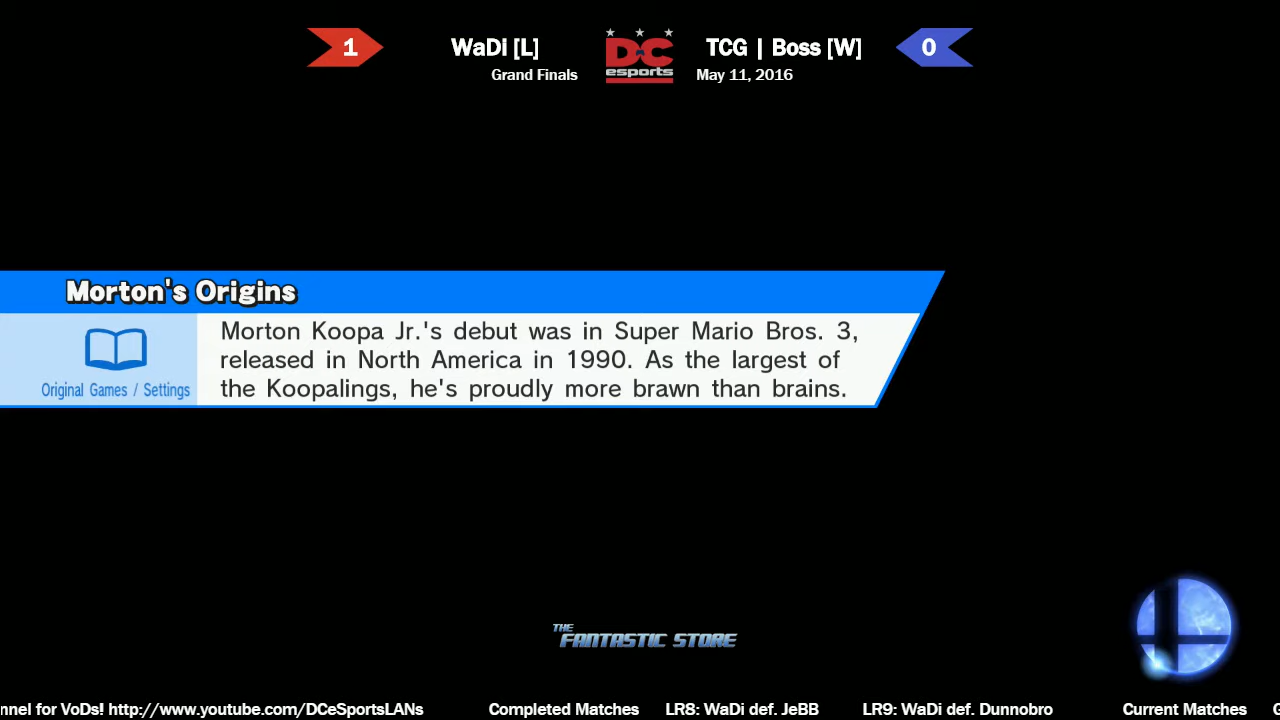 1 WaDi [L] DC TCG | Boss [W] 0
Grand Finals esports May 11, 2016
Morton's Origins
Morton Koopa Jr.'s debut was in Super Mario Bros. 3,
released in North America in 1990. As the largest of
the Koopalings, he's proudly more brawn than brains.
Original Games / Settings
THE
FANTASTIC STORE
nnel for VoDs! http://www.youtube.com/DCeSportsLANs Completed Matches LR8: WaDi def. JeBB LR9: WaDi def. Dunnobro Current Matches